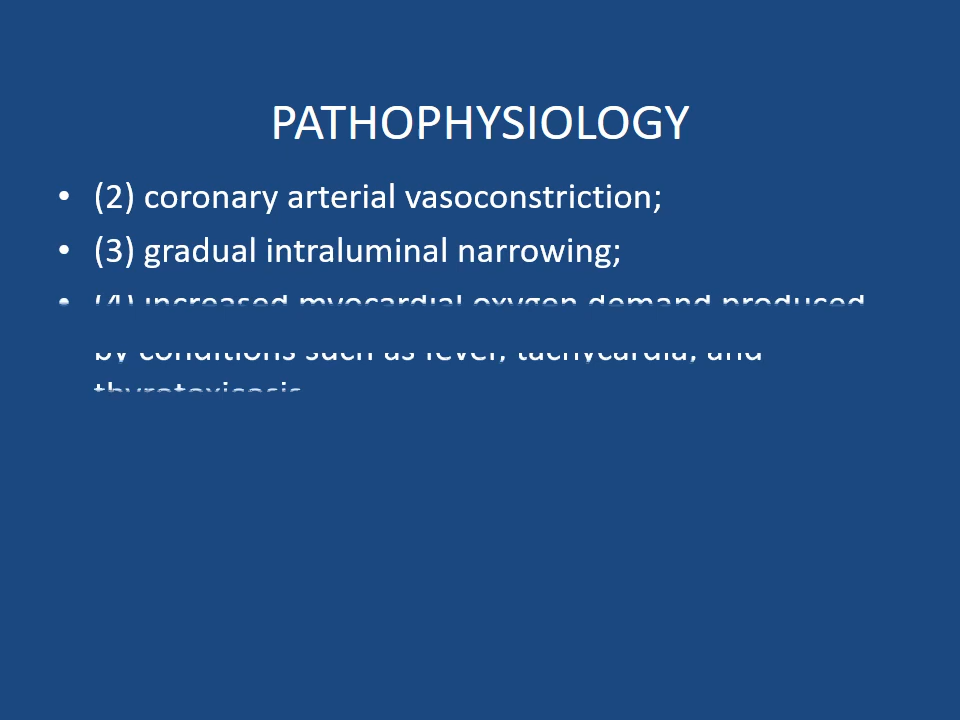 PATHOPHYSIOLOGY
• (2) coronary arterial vasoconstriction;
• (3) gradual intraluminal narrowing;
• (4) increased myocardial oxygen demand produced
by conditions such as fever, tachycardia, and
thyrotoxicosis